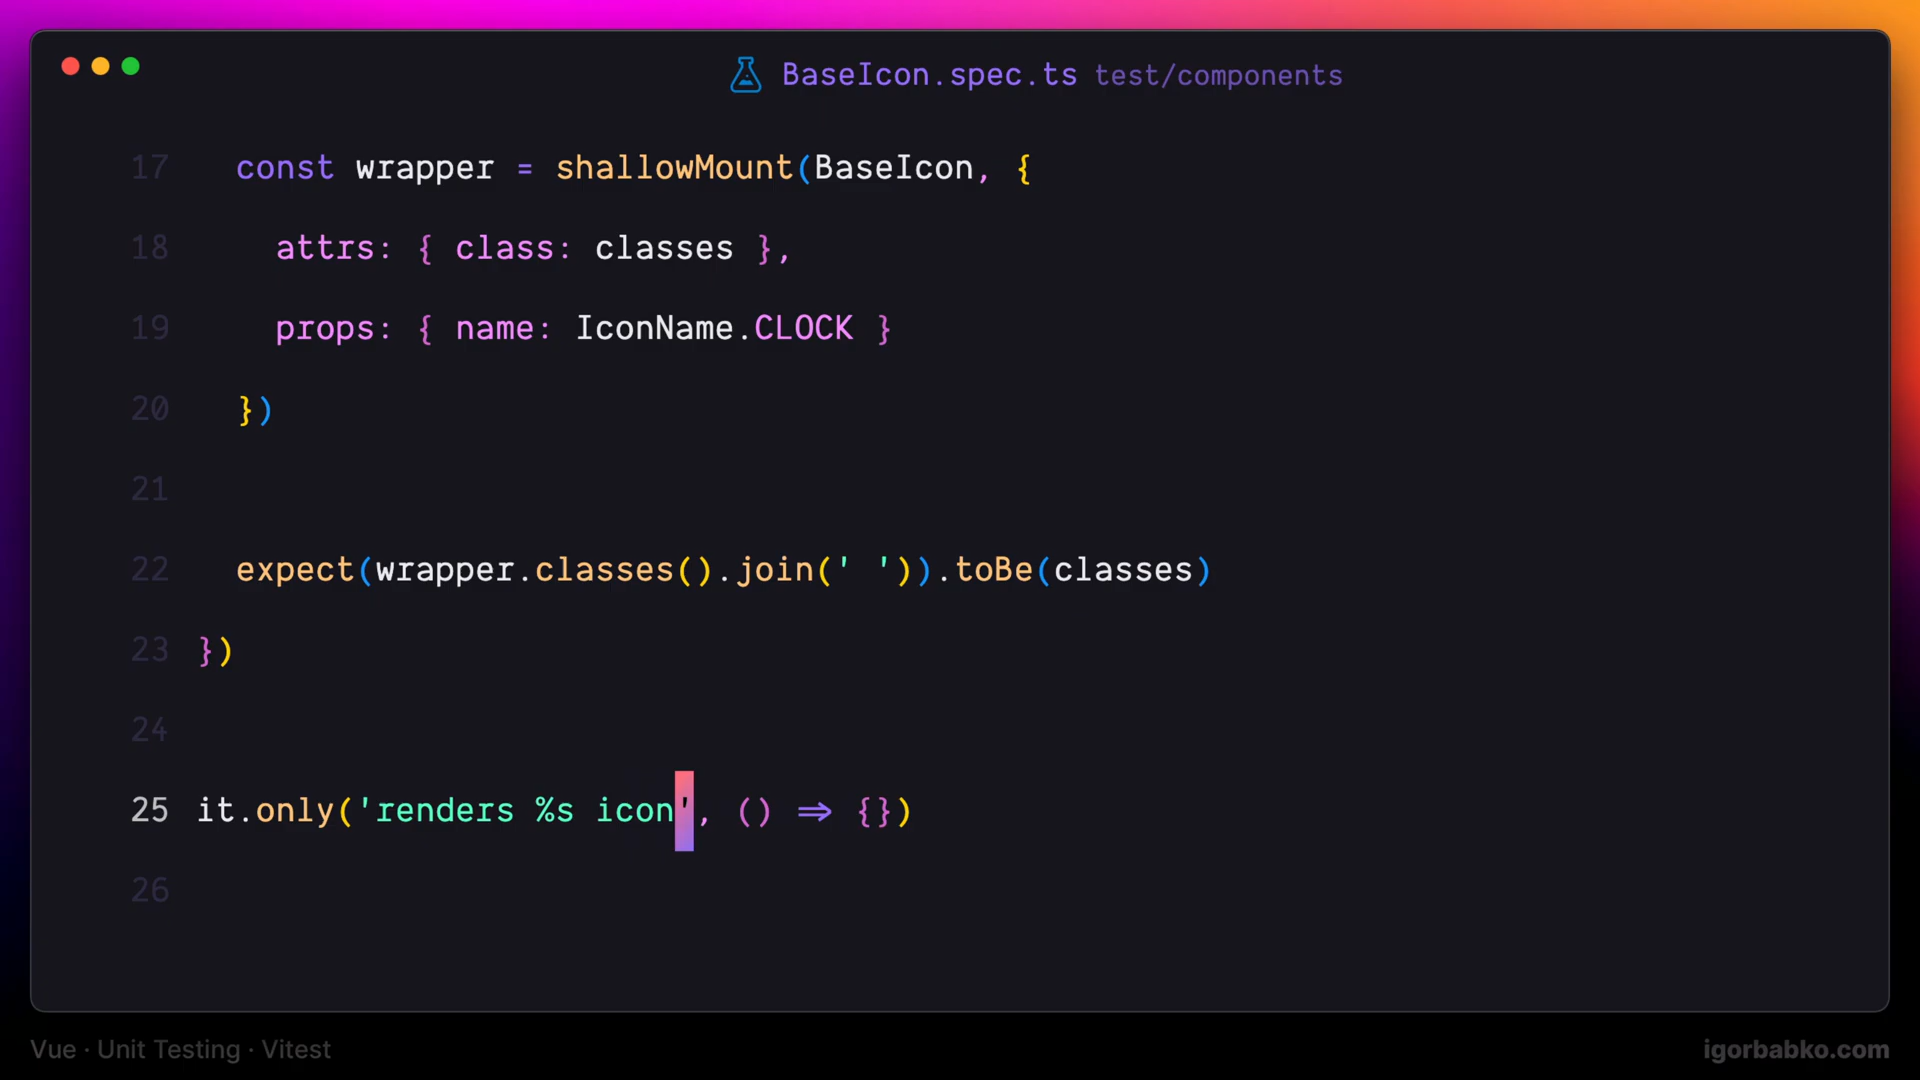 BaseIcon.spec.ts test/components
17 const wrapper = shallowMount(BaseIcon, {
18 attrs: { class: classes },
19 props: { name: IconName.CLOCK }
20 })
21
22 expect(wrapper.classes().join(' ')).toBe(classes)
23 })
24
25 it.only('renders %s icon', () => {})
26
Vue · Unit Testing · Vitest
igorbabko.com